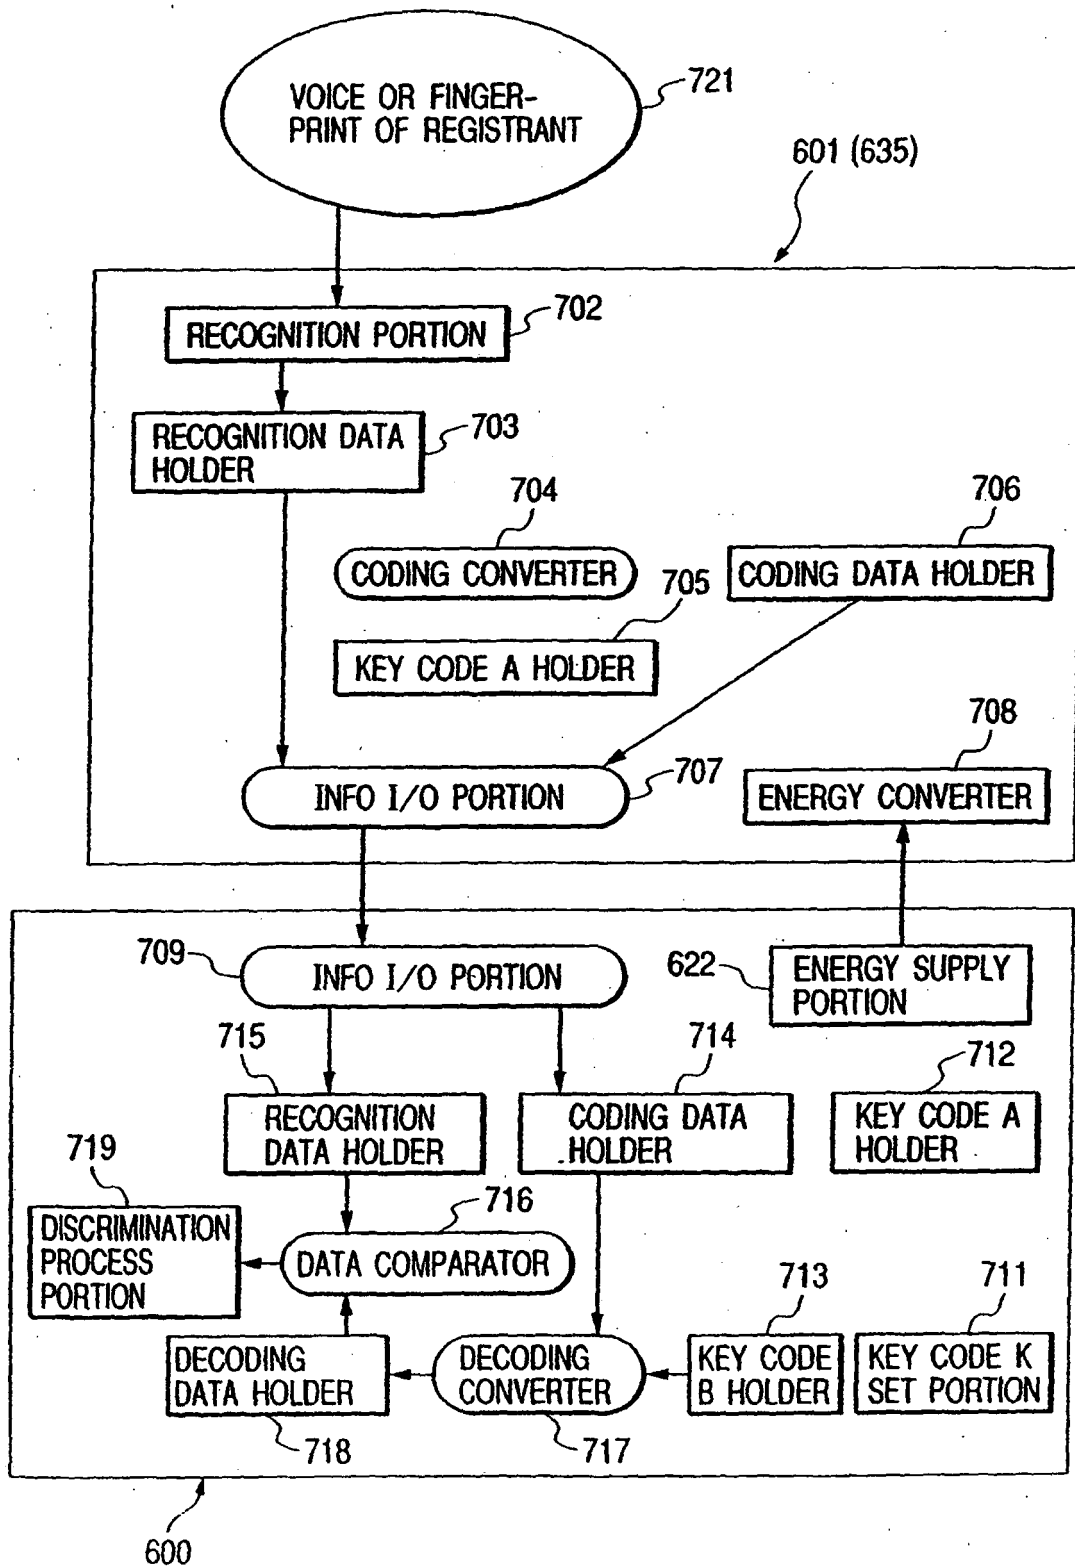 VOICE OR FINGER-
PRINT OF REGISTRANT
721
601 (635)
RECOGNITION PORTION
702
RECOGNITION DATA
HOLDER
703
704
706
CODING CONVERTER
CODING DATA HOLDER
705
KEY CODE A HOLDER
708
INFO I/O PORTION
707
ENERGY CONVERTER
709
INFO I/O PORTION
622
ENERGY SUPPLY
PORTION
715
714
712
RECOGNITION
DATA HOLDER
CODING DATA
HOLDER
KEY CODE A
HOLDER
719
716
DISCRIMINATION
PROCESS
PORTION
DATA COMPARATOR
713
711
DECODING
DATA HOLDER
DECODING
CONVERTER
KEY CODE
B HOLDER
KEY CODE K
SET PORTION
718
717
600